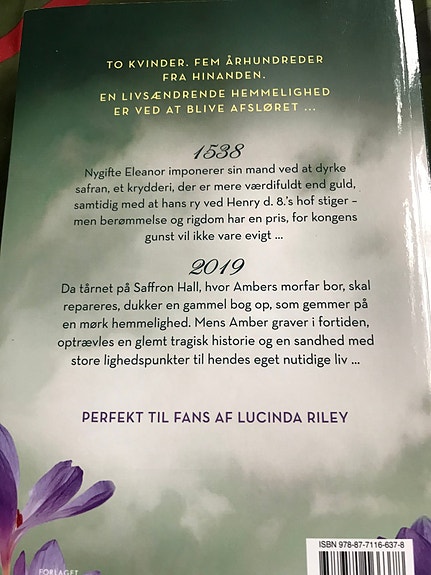 TO KVINDER. FEM ÅRHUNDREDER
FRA HINANDEN.
EN LIVSÆNDRENDE HEMMELIGHED
ER VED AT BLIVE AFSLØRET ...
1538
Nygifte Eleanor imponerer sin mand ved at dyrke
safran, et krydderi, der er mere værdifuldt end guld,
samtidig med at hans ry ved Henry d. 8.'s hof stiger –
men berømmelse og rigdom har en pris, for kongens
gunst vil ikke vare evigt ...
2019
Da tårnet på Saffron Hall, hvor Ambers morfar bor, skal
repareres, dukker en gammel bog op, som gemmer på
en mørk hemmelighed. Mens Amber graver i fortiden,
optrævles en glemt tragisk historie og en sandhed med
store lighedspunkter til hendes eget nutidige liv ...
PERFEKT TIL FANS AF LUCINDA RILEY
ISBN 978-87-7116-637-8
FORLAGET